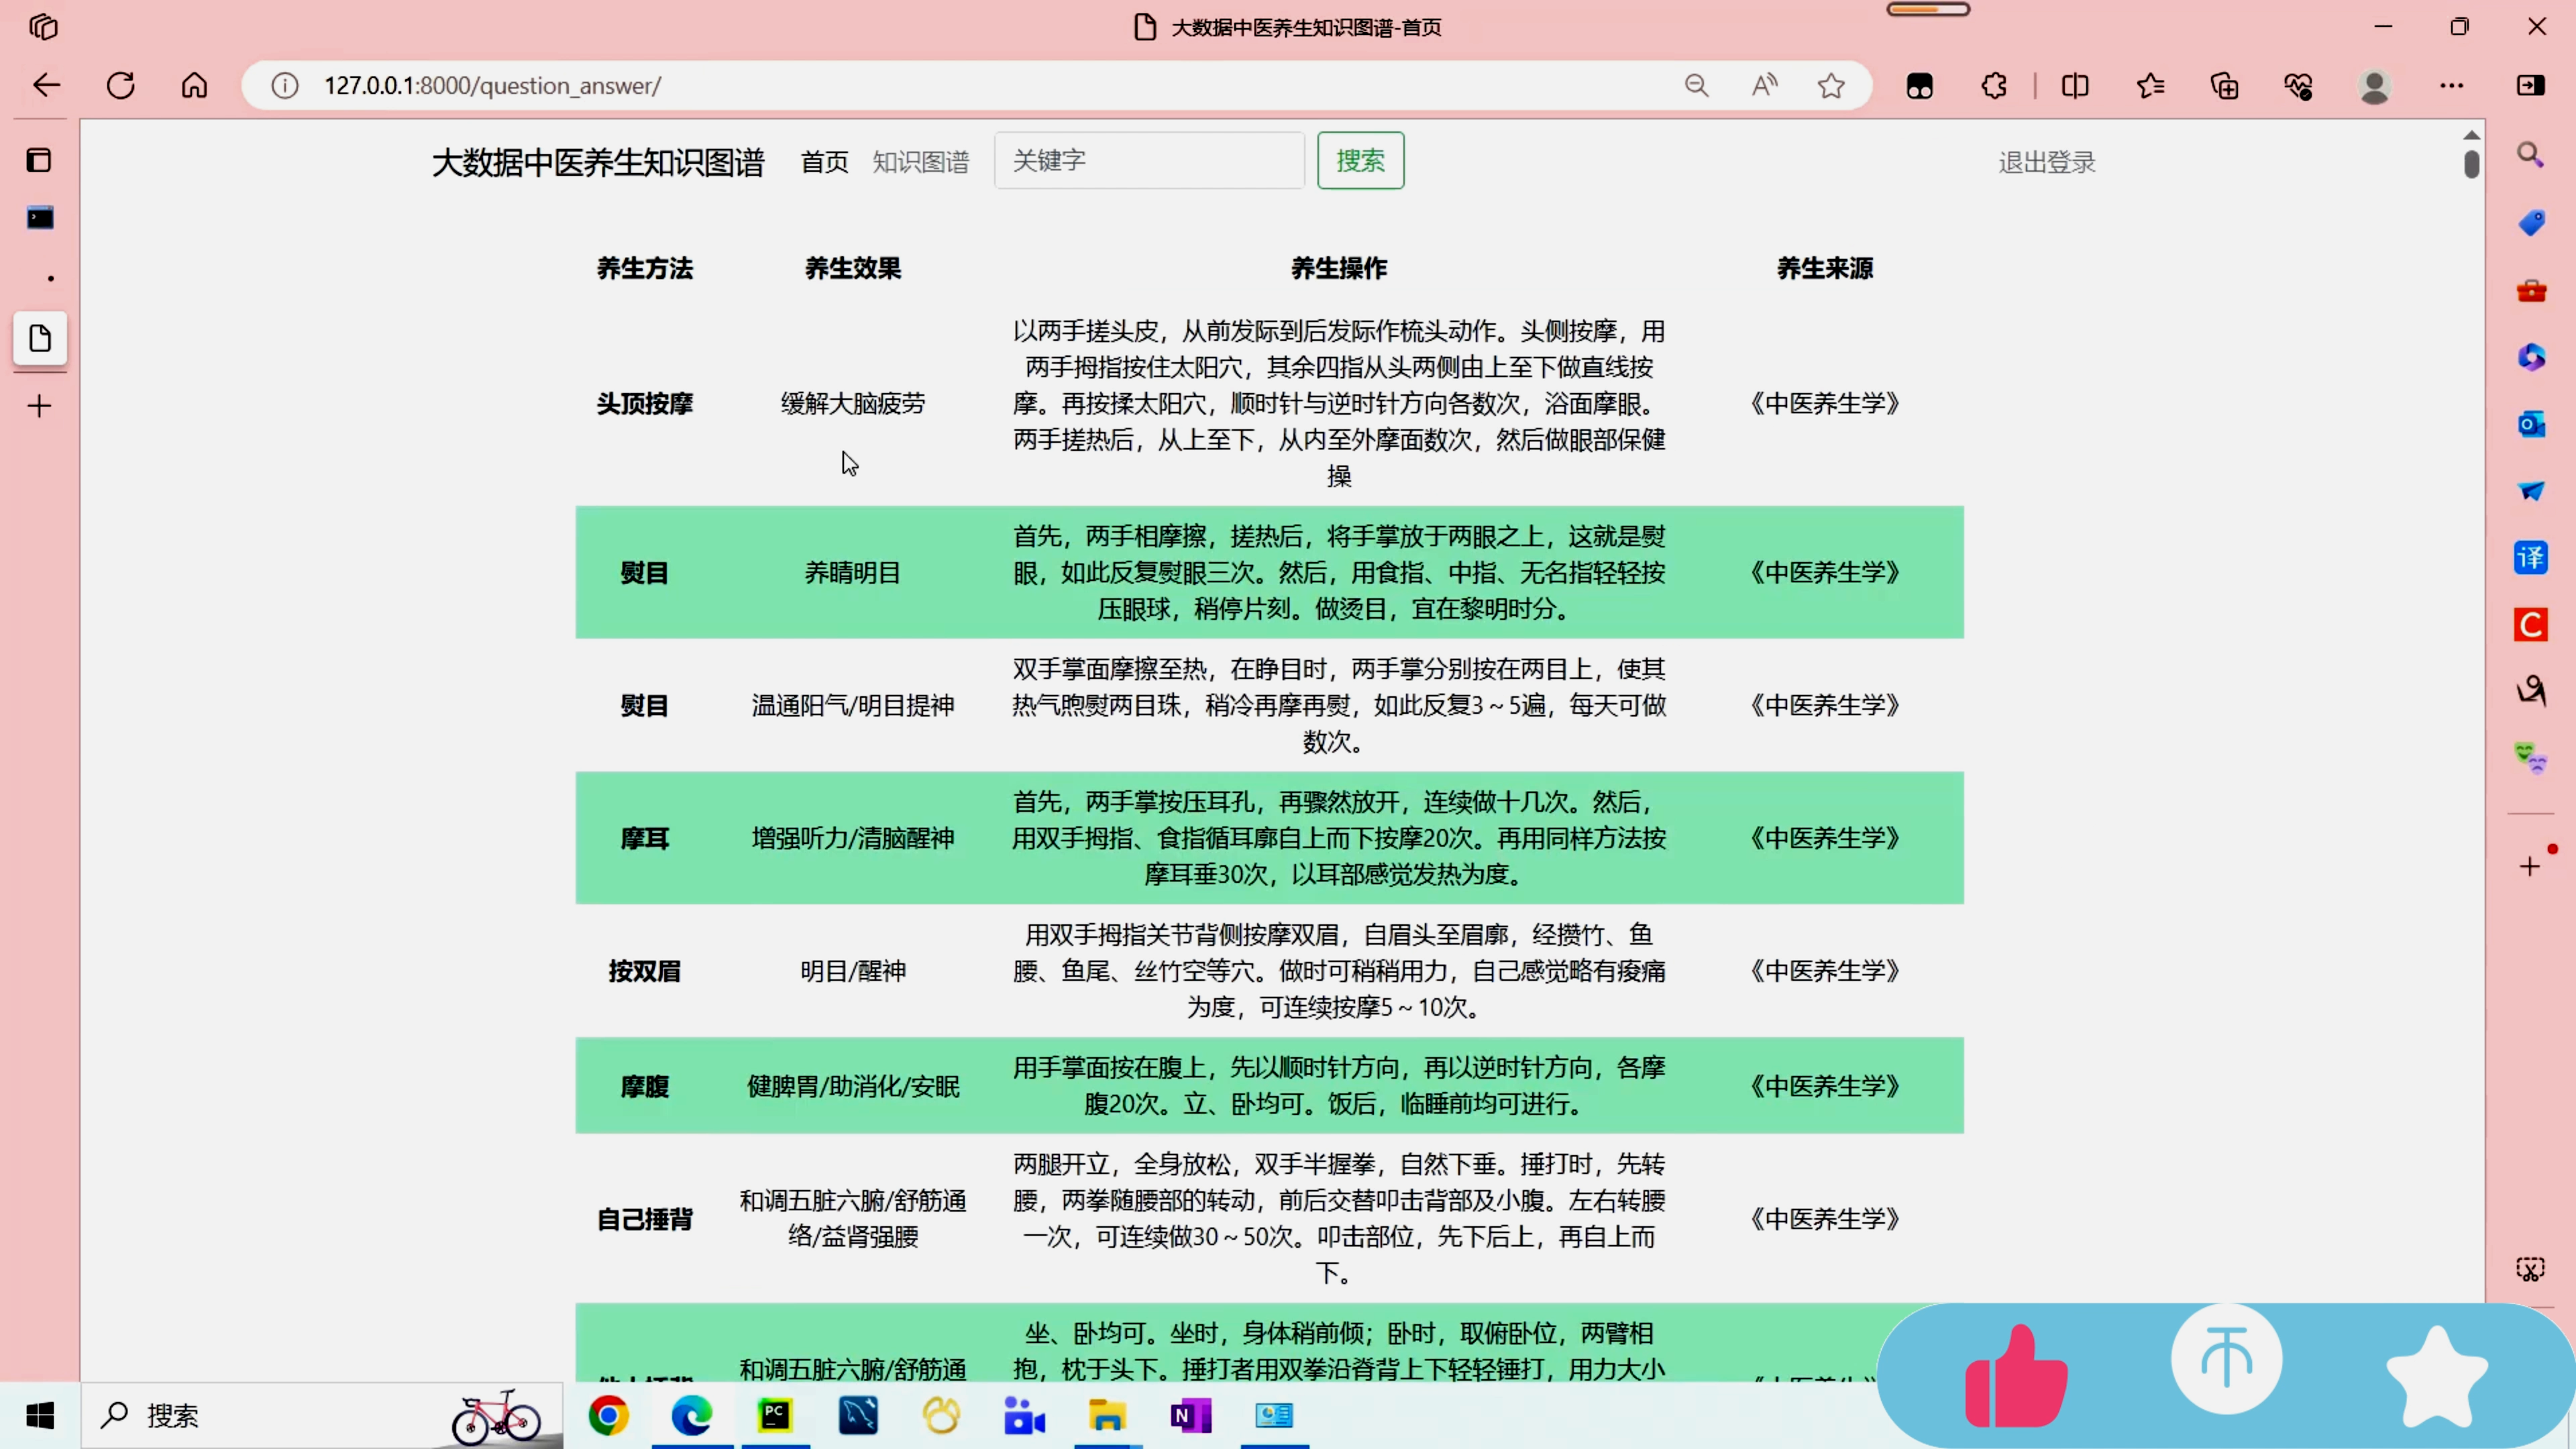 大数据中医养生知识图谱-首页
127.0.0.1:8000/question_answer/
大数据中医养生知识图谱 首页 知识图谱 关键字 搜索 退出登录
养生方法 养生效果 养生操作 养生来源
以两手搓头皮，从前发际到后发际作梳头动作。头侧按摩，用
两手拇指按住太阳穴，其余四指从头两侧由上至下做直线按
头顶按摩 缓解大脑疲劳 摩。再按揉太阳穴，顺时针与逆时针方向各数次，浴面摩眼。 《中医养生学》
两手搓热后，从上至下，从内至外摩面数次，然后做眼部保健
操
首先，两手相摩擦，搓热后，将手掌放于两眼之上，这就是熨
熨目 养睛明目 眼，如此反复熨眼三次。然后，用食指、中指、无名指轻轻按 《中医养生学》
压眼球，稍停片刻。做烫目，宜在黎明时分。
双手掌面摩擦至热，在睁目时，两手掌分别按在两目上，使其
熨目 温通阳气/明目提神 热气煦熨两目珠，稍冷再摩再熨，如此反复3～5遍，每天可做 《中医养生学》
数次。
首先，两手掌按压耳孔，再骤然放开，连续做十几次。然后，
摩耳 增强听力/清脑醒神 用双手拇指、食指循耳廓自上而下按摩20次。再用同样方法按 《中医养生学》
摩耳垂30次，以耳部感觉发热为度。
用双手拇指关节背侧按摩双眉，自眉头至眉廓，经攒竹、鱼
按双眉 明目/醒神 腰、鱼尾、丝竹空等穴。做时可稍稍用力，自己感觉略有痠痛 《中医养生学》
为度，可连续按摩5～10次。
用手掌面按在腹上，先以顺时针方向，再以逆时针方向，各摩
摩腹 健脾胃/助消化/安眠 腹20次。立、卧均可。饭后，临睡前均可进行。 《中医养生学》
两腿开立，全身放松，双手半握拳，自然下垂。捶打时，先转
和调五脏六腑/舒筋通 腰，两拳随腰部的转动，前后交替叩击背部及小腹。左右转腰
自己捶背 络/益肾强腰 一次，可连续做30～50次。叩击部位，先下后上，再自上而 《中医养生学》
下。
坐、卧均可。坐时，身体稍前倾；卧时，取俯卧位，两臂相
和调五脏六腑/舒筋通 抱，枕于头下。捶打者用双拳沿脊背上下轻轻锤打，用力大小
搜索
PC
N
译
C